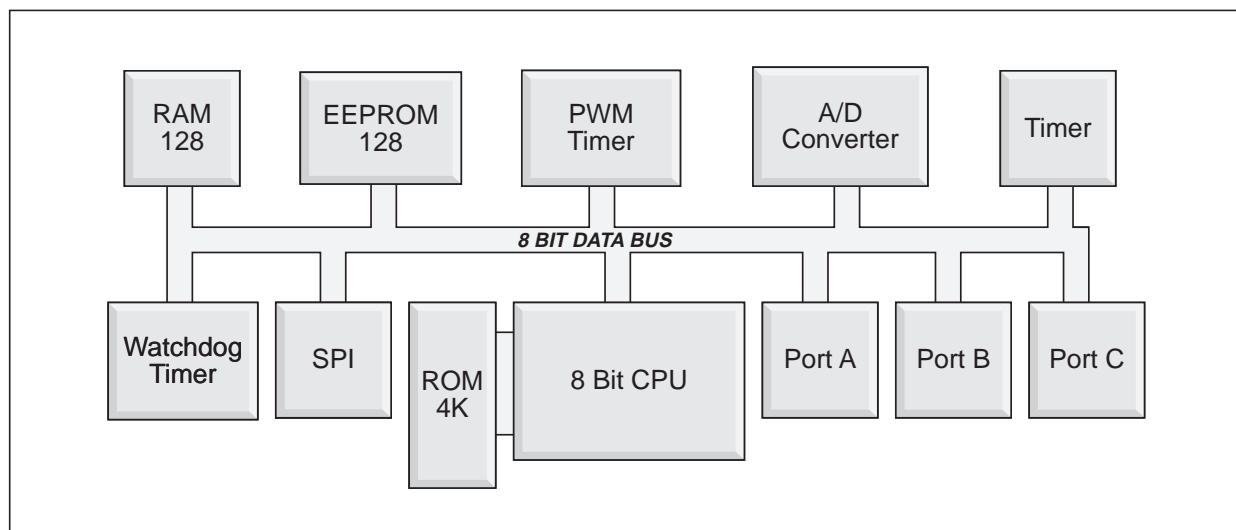 RAM
128
EEPROM
128
PWM
Timer
A/D
Converter
Timer
8 BIT DATA BUS
Watchdog
Timer
SPI
ROM
4K
8 Bit CPU
Port A
Port B
Port C